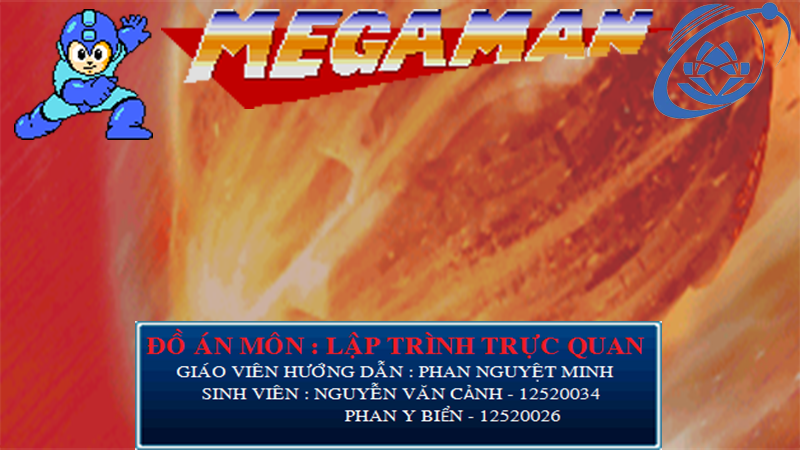 MEGAMAN
ĐỒ ÁN MÔN : LẬP TRÌNH TRỰC QUAN
GIÁO VIÊN HƯỚNG DẪN : PHAN NGUYỆT MINH
SINH VIÊN : NGUYỄN VĂN CẢNH - 12520034
PHAN Y BIỂN - 12520026